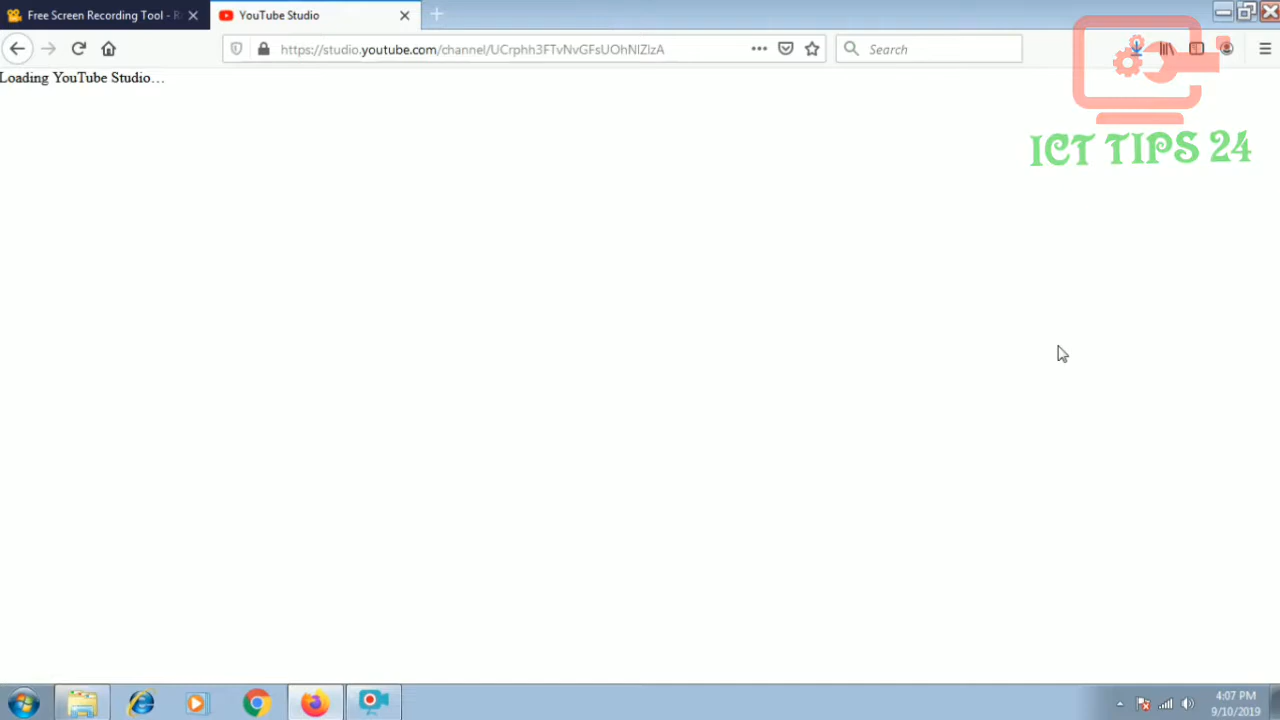 Free Screen Recording Tool - R
YouTube Studio
https://studio.youtube.com/channel/UCrphh3FTvNvGFsUOhNIZlzA
Search
Loading YouTube Studio...
ICT TIPS 24
4:07 PM
9/10/2019